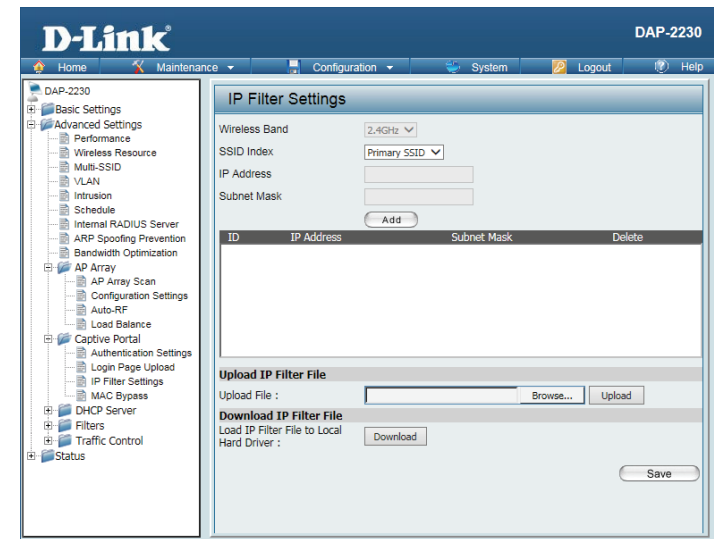 D-Link®
DAP-2230
Home Maintenance Configuration System Logout Help
DAP-2230
Basic Settings
Advanced Settings
Performance
Wireless Resource
Multi-SSID
VLAN
Intrusion
Schedule
Internal RADIUS Server
ARP Spoofing Prevention
Bandwidth Optimization
AP Array
AP Array Scan
Configuration Settings
Auto-RF
Load Balance
Captive Portal
Authentication Settings
Login Page Upload
IP Filter Settings
MAC Bypass
DHCP Server
Filters
Traffic Control
Status
IP Filter Settings
Wireless Band 2.4GHz
SSID Index Primary SSID
IP Address
Subnet Mask
Add
ID IP Address Subnet Mask Delete
Upload IP Filter File
Upload File : Browse... Upload
Download IP Filter File
Load IP Filter File to Local
Hard Driver : Download
Save